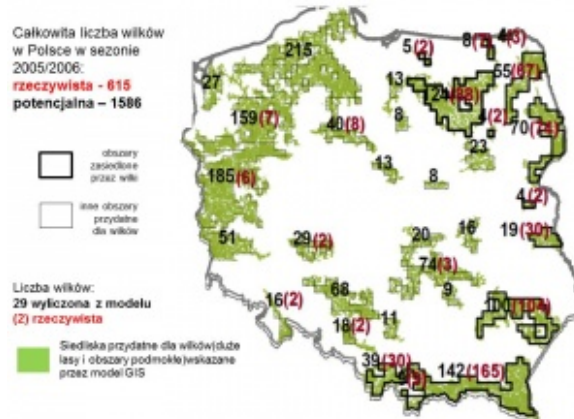 Całkowita liczba wilków
w Polsce w sezonie
2005/2006:
rzeczywista - 615
potencjalna – 1586
obszary
zasiedlone
przez wilki
inne obszary
przydatne
dla wilków
Liczba wilków:
29 wyliczona z modelu
(2) rzeczywista
Siedliska przydatne dla wilków(duże
lasy i obszary podmokłe)wskazane
przez model GIS
215
5(2)
4(3)
27
13
55(67)
159(7)
40(8)
8
4(2)
70
23
13
185(6)
8
4(2)
51
29(2)
20
16
19(30)
74(3)
9
16(2)
68
18(2)
11
39(30)
142(165)